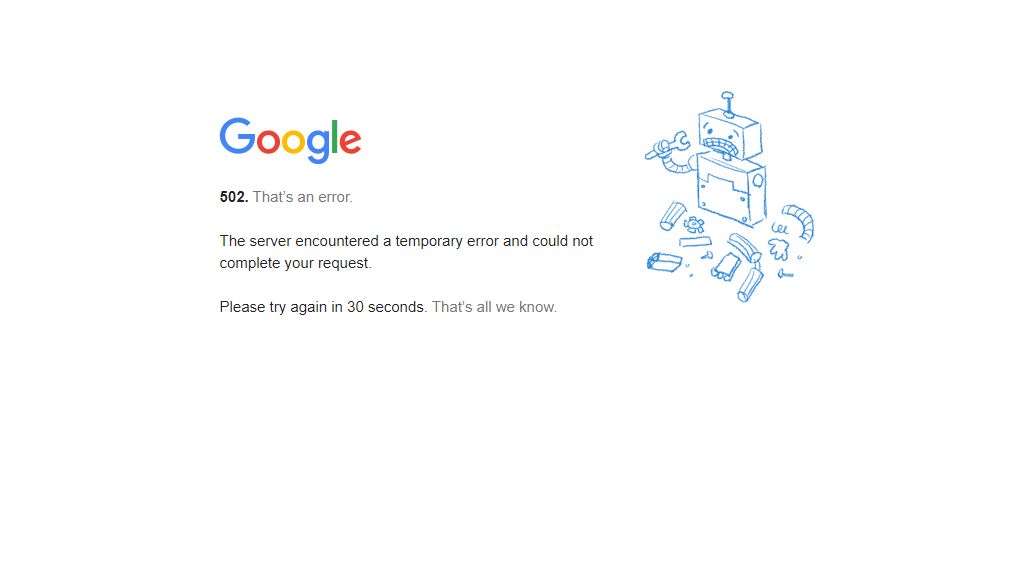 Google
502. That’s an error.
The server encountered a temporary error and could not
complete your request.
Please try again in 30 seconds. That’s all we know.